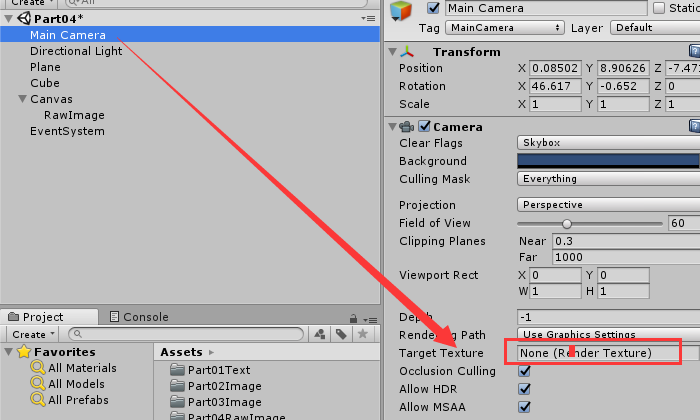 Create ▾ All
Part04*
Main Camera
Directional Light
Plane
Cube
Canvas
RawImage
EventSystem
Project
Console
Create ▾
Favorites
All Materials
All Models
All Prefabs
Assets ▸
Part01Text
Part02Image
Part03Image
Part04RawImage
Main Camera Static
Tag MainCamera Layer Default
Transform
Position X 0.08502 Y 8.90626 Z -7.47
Rotation X 46.617 Y -0.652 Z 0
Scale X 1 Y 1 Z 1
Camera
Clear Flags Skybox
Background
Culling Mask Everything
Projection Perspective
Field of View 60
Clipping Planes Near 0.3
Far 1000
Viewport Rect X 0 Y 0
W 1 H 1
Depth -1
Rendering Path Use Graphics Settings
Target Texture None (Render Texture)
Occlusion Culling
Allow HDR
Allow MSAA